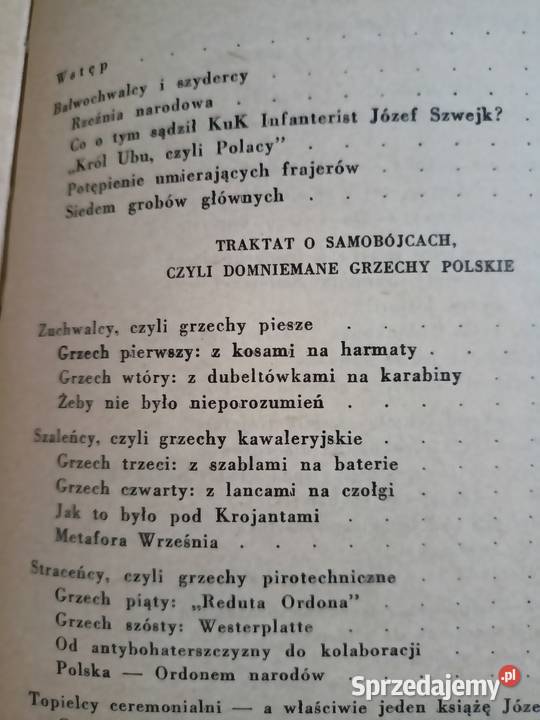 Wstęp . . . . . . . .
Bałwochwalcy i szydercy . . . . .
Rzeźnia narodowa . . . . . . .
Co o tym sądził KuK Infanterist Józef Szwejk? .
„Król Ubu, czyli Polacy” . . . . .
Potępienie umierających frajerów . . . .
Siedem grobów głównych . . . . .
TRAKTAT O SAMOBÓJCACH,
CZYLI DOMNIEMANE GRZECHY POLSKIE
Zuchwalcy, czyli grzechy piesze . . . . .
Grzech pierwszy: z kosami na harmaty . . .
Grzech wtóry: z dubeltówkami na karabiny . .
Żeby nie było nieporozumień . . . .
Szaleńcy, czyli grzechy kawaleryjskie . . .
Grzech trzeci: z szablami na baterie . . .
Grzech czwarty: z lancami na czołgi . . .
Jak to było pod Krojantami . . . .
Metafora Września . . . . . . .
Straceńcy, czyli grzechy pirotechniczne . . .
Grzech piąty: „Reduta Ordona” . . . .
Grzech szósty: Westerplatte . . . .
Od antybohaterszczyzny do kolaboracji . .
Polska — Ordonem narodów . . . .
Topielcy ceremonialni — a właściwie jeden książę Józe
Sprzedajemy.pl